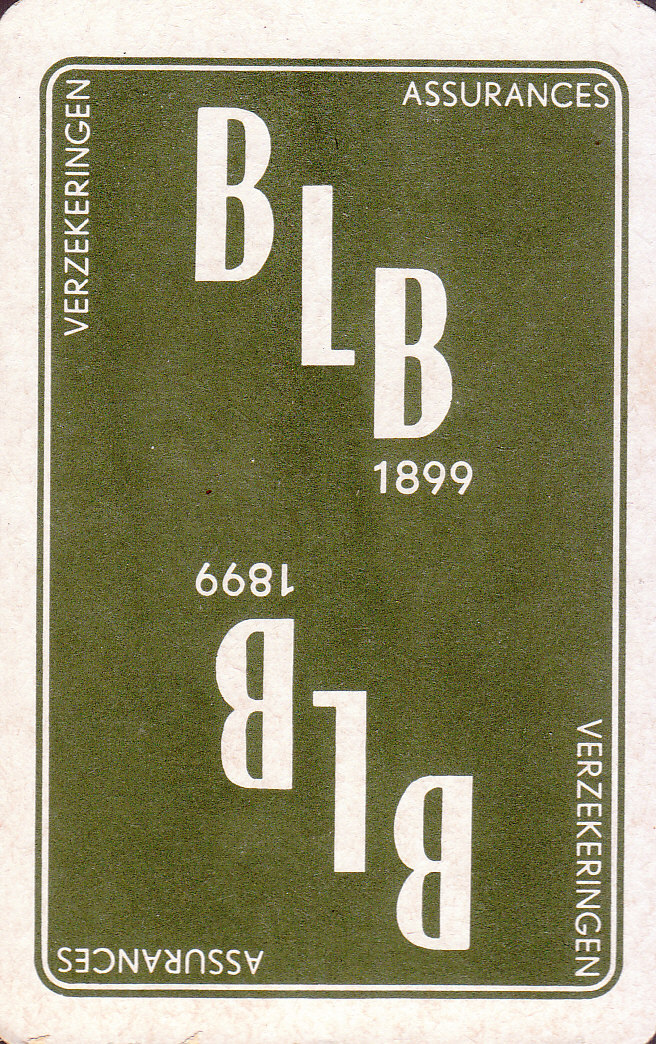 ASSURANCES
VERZEKERINGEN
BLB
1899
1899
BLB
VERZEKERINGEN
ASSURANCES